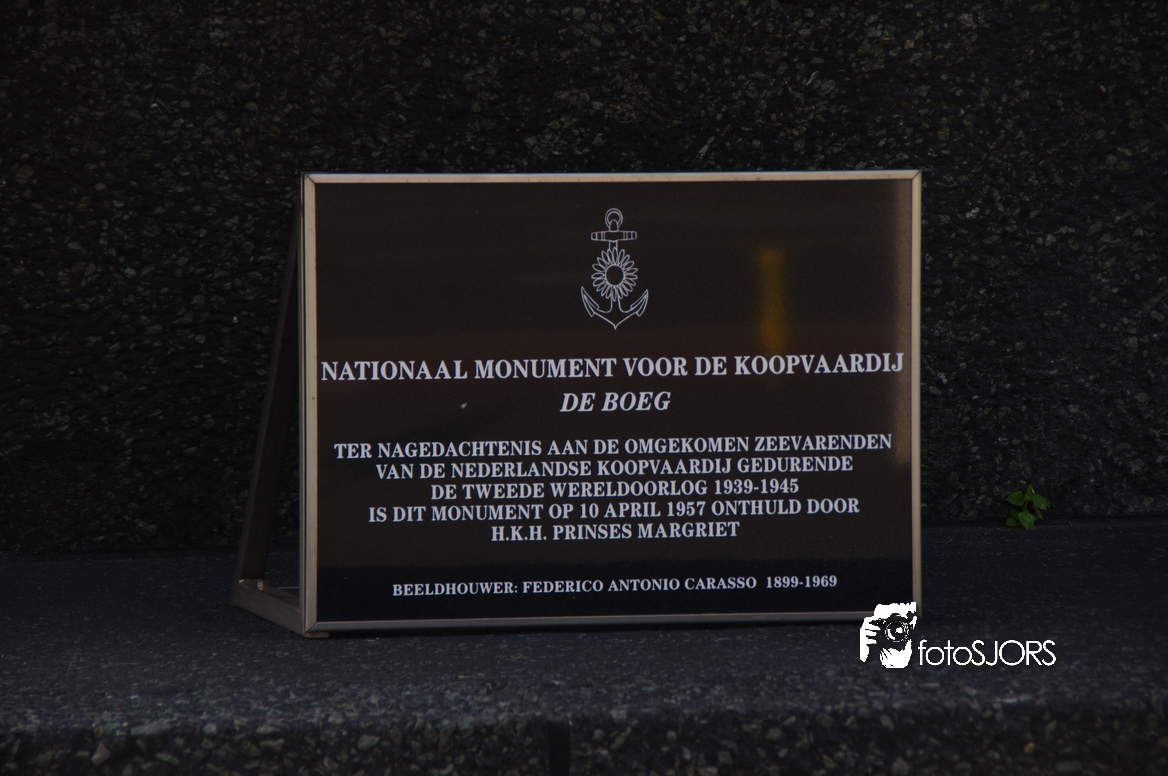 NATIONAAL MONUMENT VOOR DE KOOPVAARDIJ
DE BOEG
TER NAGEDACHTENIS AAN DE OMGEKOMEN ZEEVARENDEN
VAN DE NEDERLANDSE KOOPVAARDIJ GEDURENDE
DE TWEEDE WERELDOORLOG 1939-1945
IS DIT MONUMENT OP 10 APRIL 1957 ONTHULD DOOR
H.K.H. PRINSES MARGRIET
BEELDHOUWER: FEDERICO ANTONIO CARASSO 1899-1969
fotoSJORS